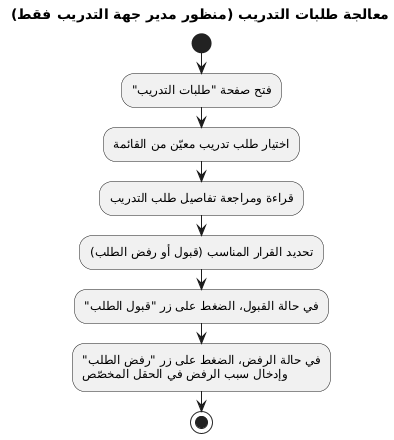 معالجة طلبات التدريب (منظور مدير جهة التدريب فقط)
فتح صفحة "طلبات التدريب"
اختيار طلب تدريب معيّن من القائمة
قراءة ومراجعة تفاصيل طلب التدريب
تحديد القرار المناسب (قبول أو رفض الطلب)
في حالة القبول، الضغط على زر "قبول الطلب"
في حالة الرفض، الضغط على زر "رفض الطلب"
وإدخال سبب الرفض في الحقل المخصّص